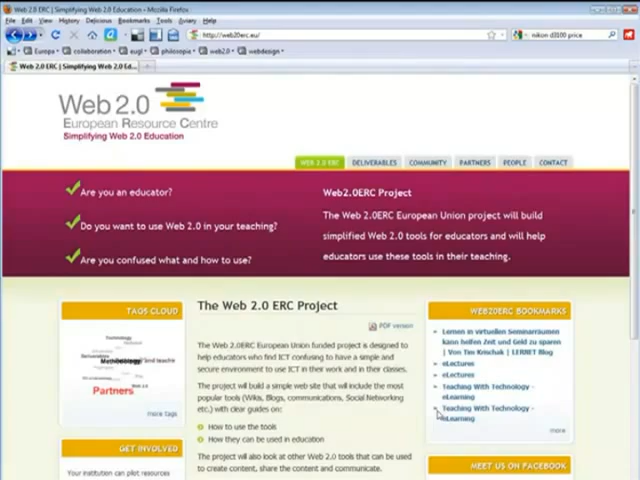 Web 2.0 ERC | Simplifying Web 2.0 Education - Mozilla Firefox
File Edit View History Delicious Bookmarks Tools Aviary Help
http://web20erc.eu/
nikon d3100 price
Europa collaboration eugl philosopia web2.0 webdesign
Web 2.0 ERC | Simplifying Web 2.0 Ed...
Web 2.0
European Resource Centre
Simplifying Web 2.0 Education
WEB 2.0 ERC DELIVERABLES COMMUNITY PARTNERS PEOPLE CONTACT
Are you an educator?
Do you want to use Web 2.0 in your teaching?
Are you confused what and how to use?
Web2.0ERC Project
The Web 2.0ERC European Union project will build
simplified Web 2.0 tools for educators and will help
educators use these tools in their teaching.
TAGS CLOUD
Technology
Methodology
Partners
more tags
GET INVOLVED
Your institution can pilot resources
The Web 2.0 ERC Project
PDF version
The Web 2.0ERC European Union funded project is designed to
help educators who find ICT confusing to have a simple and
secure environment to use ICT in their work and in their classes.
The project will build a simple web site that will include the most
popular tools (Wikis, Blogs, communications, Social Networking
etc.) with clear guides on:
How to use the tools
How they can be used in education
The project will also look at other Web 2.0 tools that can be used
to create content, share the content and communicate.
WEB20ERC BOOKMARKS
Lernen in virtuellen Seminarräumen
kann helfen Zeit und Geld zu sparen
| Von Tim Krischak | LERNET Blog
eLectures
eLectures
Teaching With Technology -
eLearning
Teaching With Technology -
eLearning
more
MEET US ON FACEBOOK